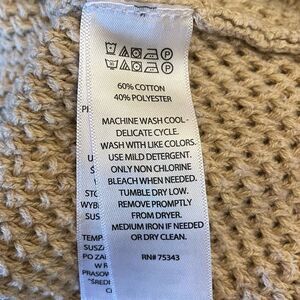 60% COTTON
40% POLYESTER
MACHINE WASH COOL -
DELICATE CYCLE.
WASH WITH LIKE COLORS.
USE MILD DETERGENT.
ONLY NON CHLORINE
BLEACH WHEN NEEDED.
TUMBLE DRY LOW.
REMOVE PROMPTLY
FROM DRYER.
MEDIUM IRON IF NEEDED
OR DRY CLEAN.
RN# 75343